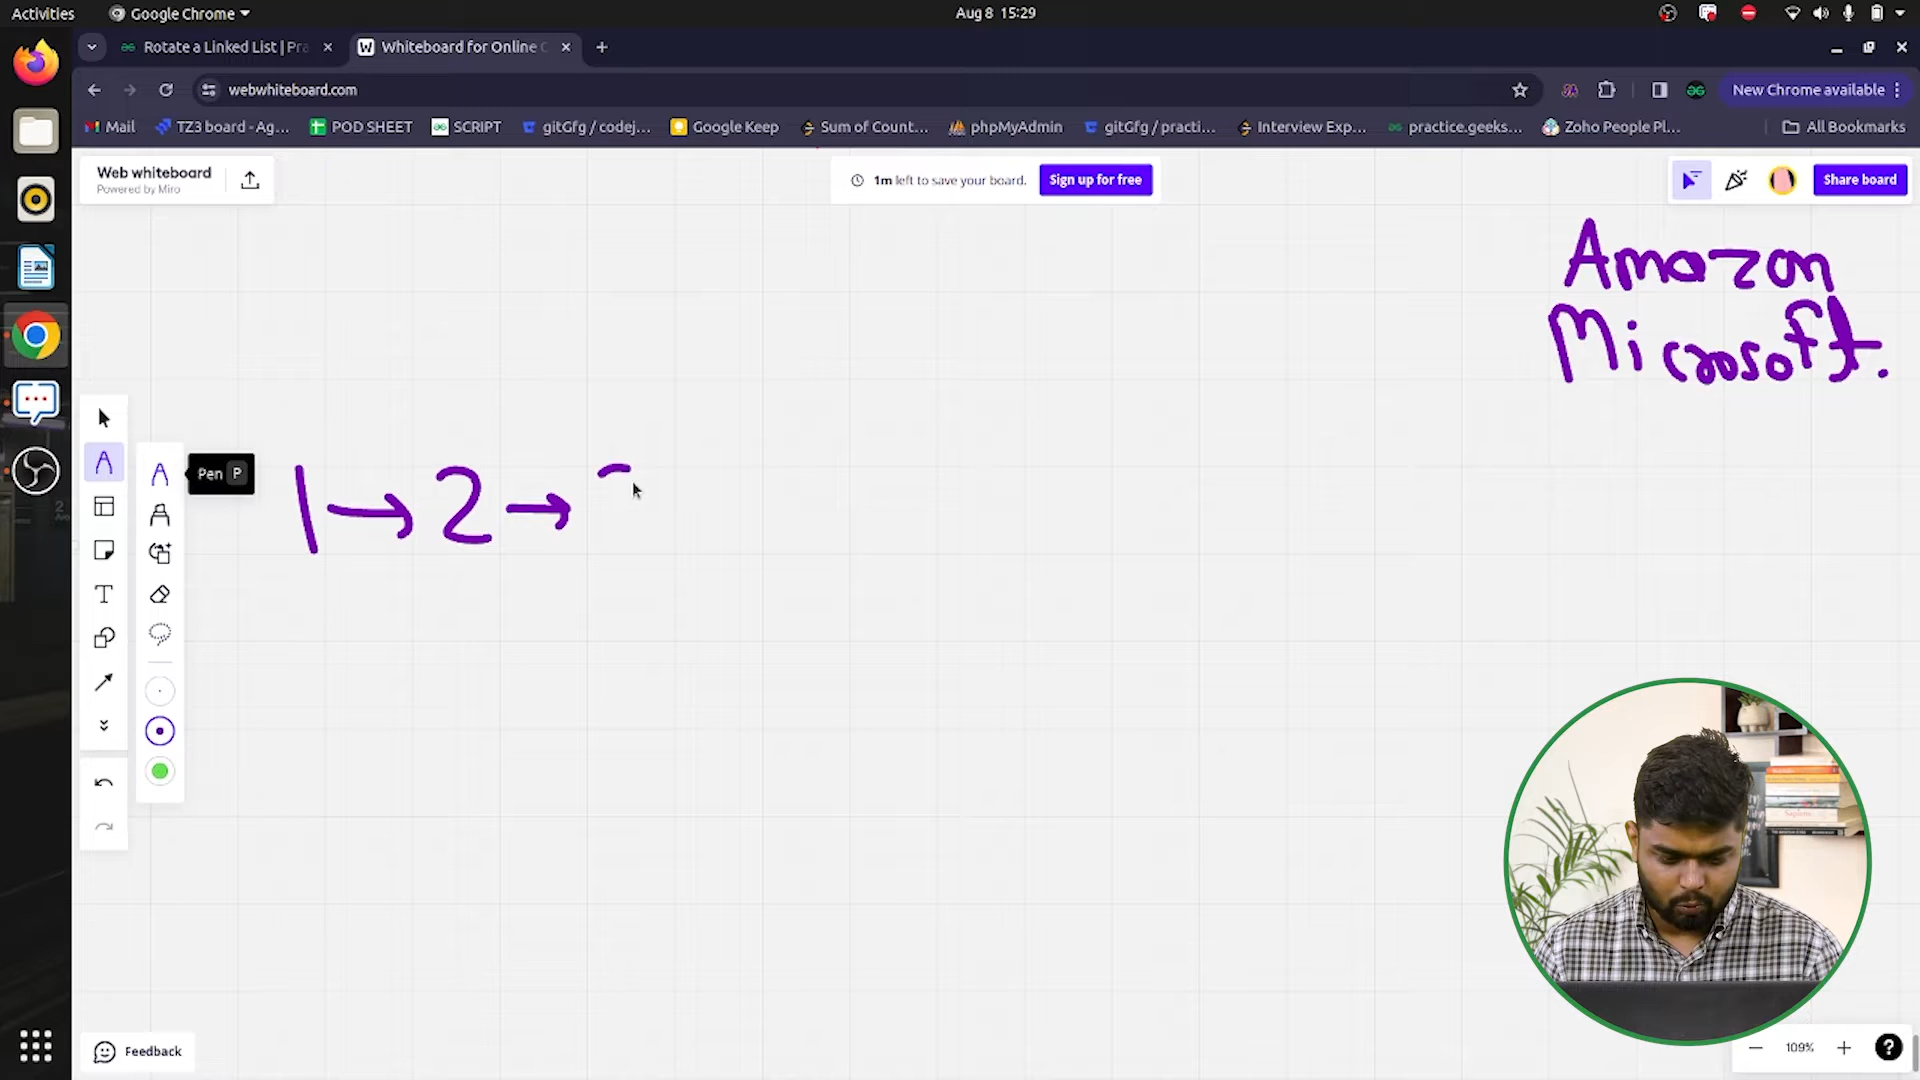 Activities
Google Chrome
Aug 8 15:29
Rotate a Linked List | Pra
Whiteboard for Online C
webwhiteboard.com
New Chrome available
Mail
TZ3 board - Ag...
POD SHEET
SCRIPT
gitGfg / codej...
Google Keep
Sum of Count...
phpMyAdmin
gitGfg / practi...
Interview Exp...
practice.geeks...
Zoho People Pl...
All Bookmarks
Web whiteboard
Powered by Miro
1m left to save your board.
Sign up for free
Share board
Amazon
Microsoft.
Pen P
1 → 2 →
Feedback
109%